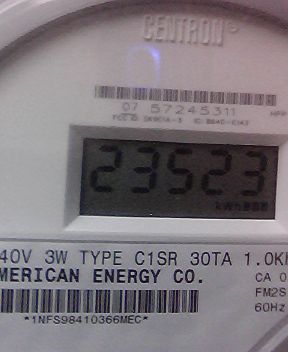 CENTRON®
07 57245311
23523
40V 3W TYPE C1SR 30TA 1.0K
MERICAN ENERGY CO.
CA 0
FM2S
60Hz
*1NFS98410366MEC*